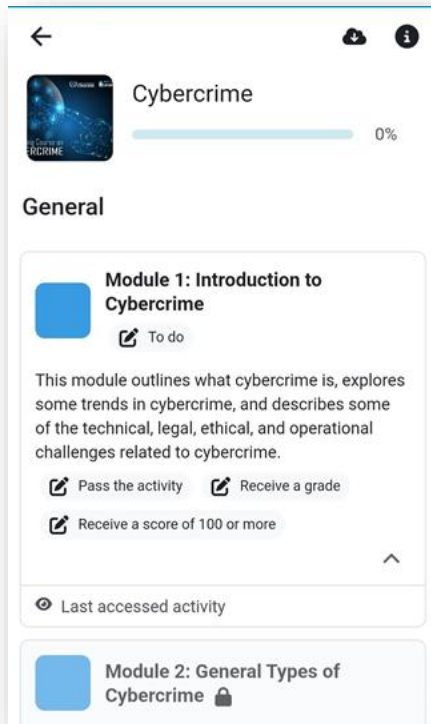 Cybercrime
0%
General
Module 1: Introduction to
Cybercrime
To do
This module outlines what cybercrime is, explores
some trends in cybercrime, and describes some
of the technical, legal, ethical, and operational
challenges related to cybercrime.
Pass the activity
Receive a grade
Receive a score of 100 or more
Last accessed activity
Module 2: General Types of
Cybercrime